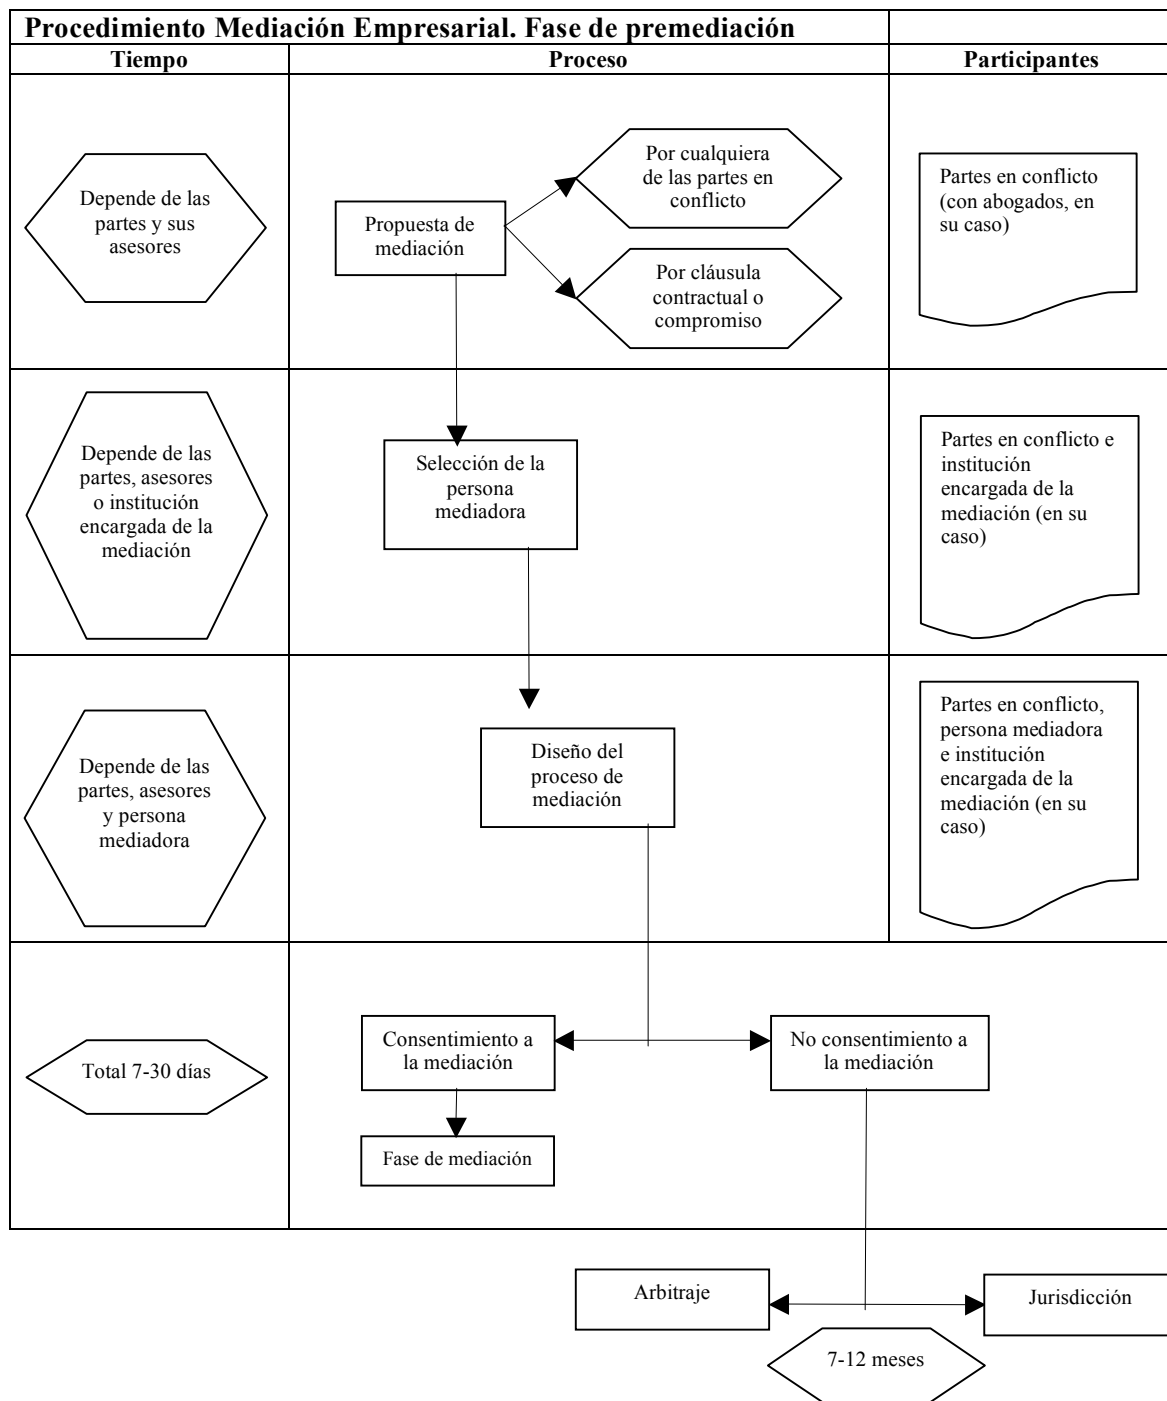 Procedimiento Mediación Empresarial. Fase de premediación
Tiempo
Proceso
Participantes
Depende de las
partes y sus
asesores
Propuesta de
mediación
Por cualquiera
de las partes en
conflicto
Por cláusula
contractual o
compromiso
Partes en conflicto
(con abogados, en
su caso)
Depende de las
partes, asesores
o institución
encargada de la
mediación
Selección de la
persona
mediadora
Partes en conflicto e
institución
encargada de la
mediación (en su
caso)
Depende de las
partes, asesores
y persona
mediadora
Diseño del
proceso de
mediación
Partes en conflicto,
persona mediadora
e institución
encargada de la
mediación (en su
caso)
Total 7-30 días
Consentimiento a
la mediación
No consentimiento a
la mediación
Fase de mediación
Arbitraje
Jurisdicción
7-12 meses